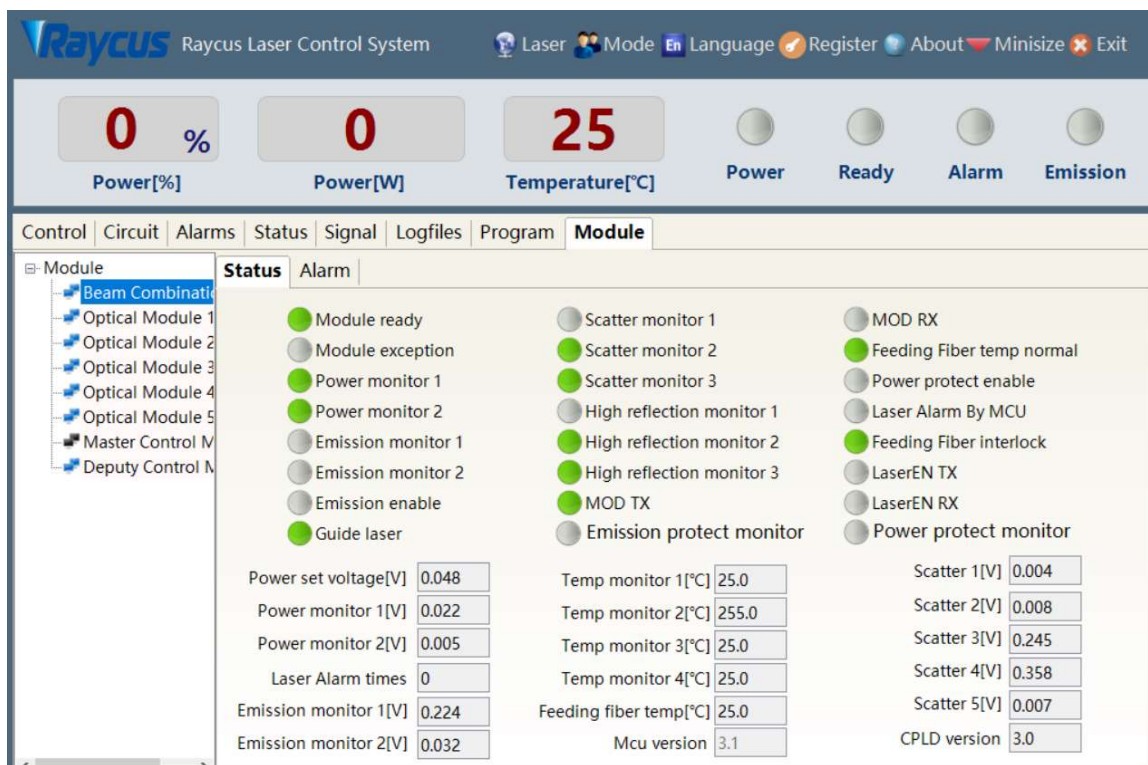 Raycus Raycus Laser Control System Laser Mode En Language Register About Minisize Exit
0 % 0 25
Power[%] Power[W] Temperature[℃] Power Ready Alarm Emission
Control Circuit Alarms Status Signal Logfiles Program Module
Module
Beam Combinatio
Optical Module 1
Optical Module 2
Optical Module 3
Optical Module 4
Optical Module 5
Master Control M
Deputy Control M
Status Alarm
Module ready Scatter monitor 1 MOD RX
Module exception Scatter monitor 2 Feeding Fiber temp normal
Power monitor 1 Scatter monitor 3 Power protect enable
Power monitor 2 High reflection monitor 1 Laser Alarm By MCU
Emission monitor 1 High reflection monitor 2 Feeding Fiber interlock
Emission monitor 2 High reflection monitor 3 LaserEN TX
Emission enable MOD TX LaserEN RX
Guide laser Emission protect monitor Power protect monitor
Power set voltage[V] 0.048 Temp monitor 1[℃] 25.0 Scatter 1[V] 0.004
Power monitor 1[V] 0.022 Temp monitor 2[℃] 255.0 Scatter 2[V] 0.008
Power monitor 2[V] 0.005 Temp monitor 3[℃] 25.0 Scatter 3[V] 0.245
Laser Alarm times 0 Temp monitor 4[℃] 25.0 Scatter 4[V] 0.358
Emission monitor 1[V] 0.224 Feeding fiber temp[℃] 25.0 Scatter 5[V] 0.007
Emission monitor 2[V] 0.032 Mcu version 3.1 CPLD version 3.0